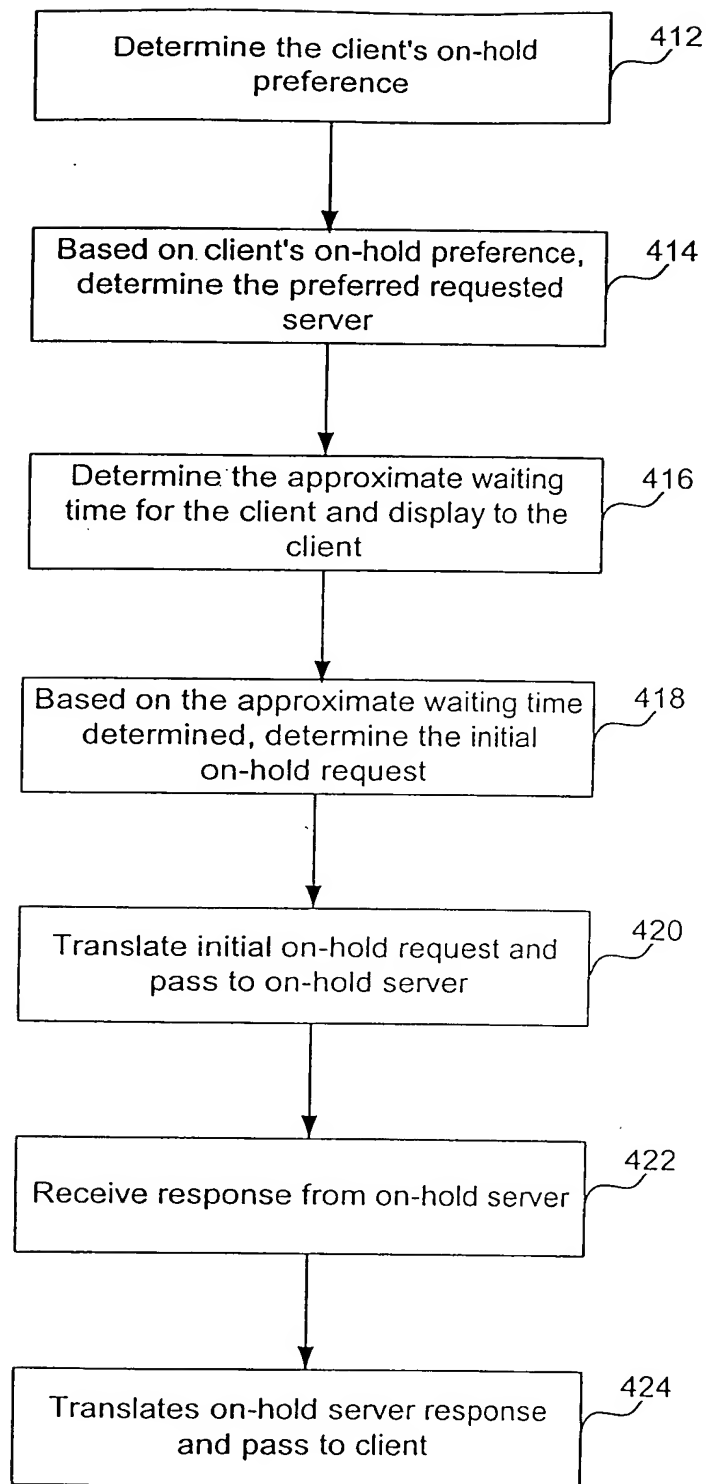 Determine the client's on-hold
preference
412
Based on client's on-hold preference,
determine the preferred requested
server
414
Determine the approximate waiting
time for the client and display to the
client
416
Based on the approximate waiting time
determined, determine the initial
on-hold request
418
Translate initial on-hold request and
pass to on-hold server
420
Receive response from on-hold server
422
Translates on-hold server response
and pass to client
424